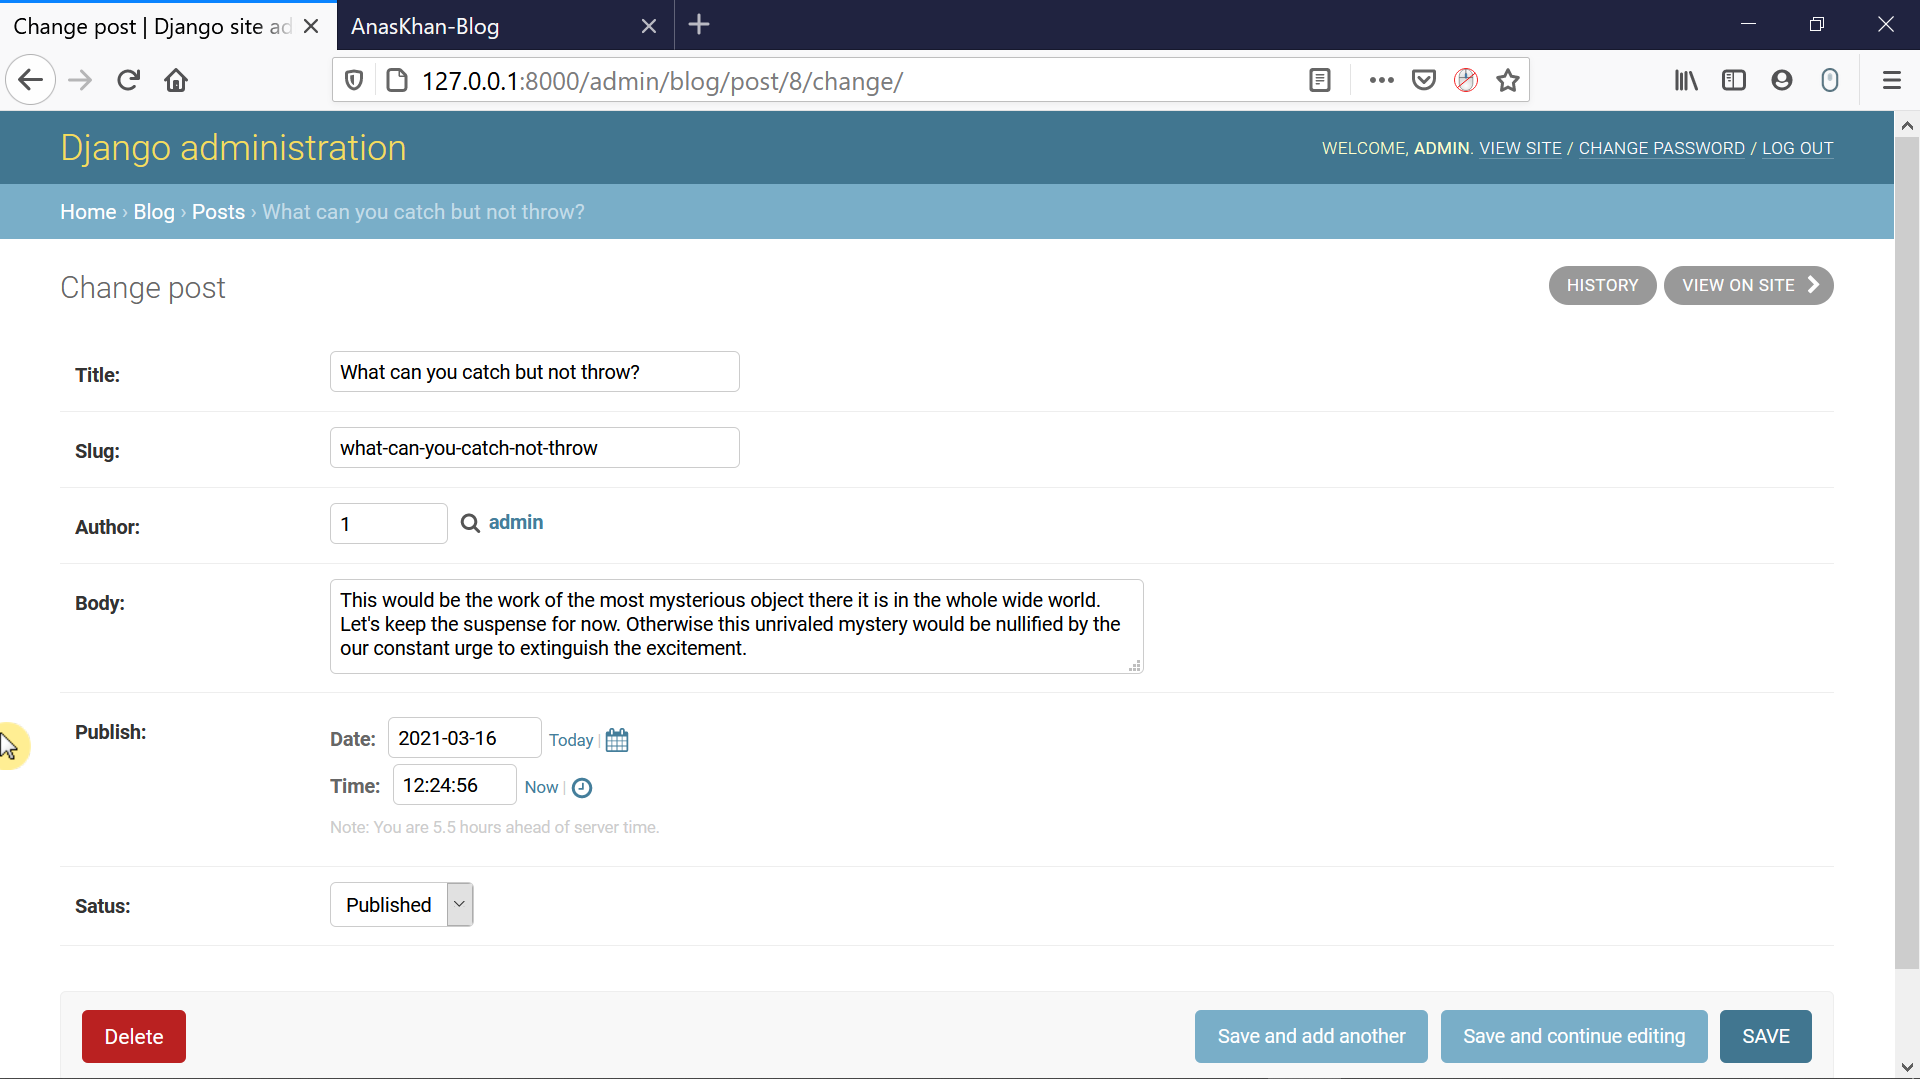 Change post | Django site ad
AnasKhan-Blog
127.0.0.1:8000/admin/blog/post/8/change/
Django administration
WELCOME, ADMIN. VIEW SITE / CHANGE PASSWORD / LOG OUT
Home › Blog › Posts › What can you catch but not throw?
Change post
HISTORY
VIEW ON SITE
Title:
What can you catch but not throw?
Slug:
what-can-you-catch-not-throw
Author:
1
admin
Body:
This would be the work of the most mysterious object there it is in the whole wide world.
Let's keep the suspense for now. Otherwise this unrivaled mystery would be nullified by the
our constant urge to extinguish the excitement.
Publish:
Date: 2021-03-16 Today |
Time: 12:24:56 Now |
Note: You are 5.5 hours ahead of server time.
Satus:
Published
Delete
Save and add another
Save and continue editing
SAVE